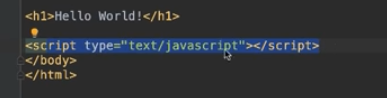 <h1>Hello World!</h1>
<script type="text/javascript"></script>
</body>
</html>